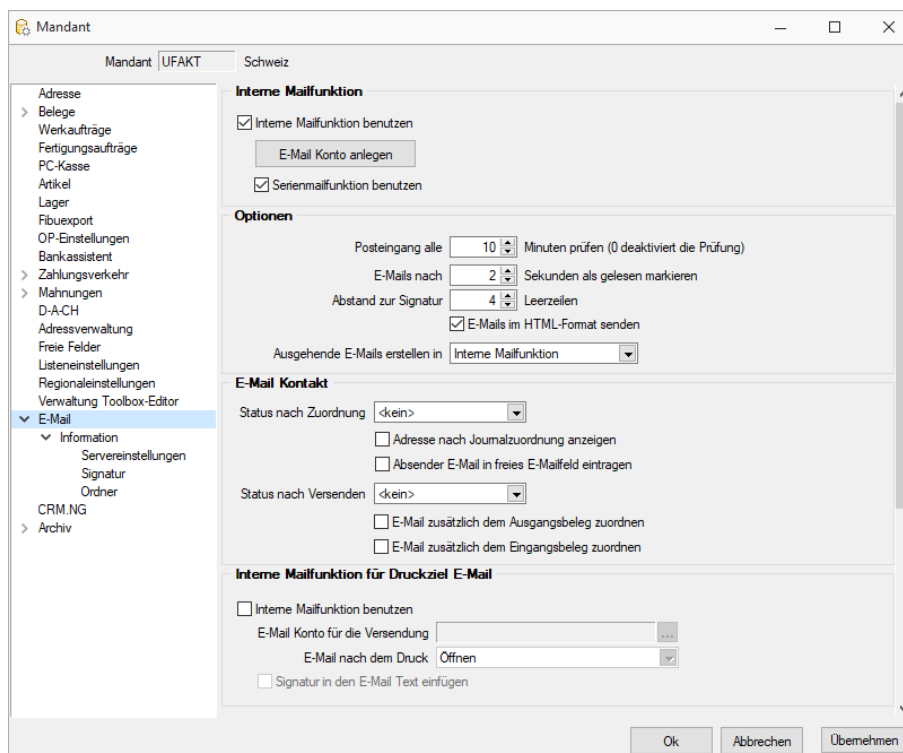 Mandant
Mandant UFAKT Schweiz
Adresse
Belege
Werkaufträge
Fertigungsaufträge
PC-Kasse
Artikel
Lager
Fibuexport
OP-Einstellungen
Bankassistent
Zahlungsverkehr
Mahnungen
D-A-CH
Adressverwaltung
Freie Felder
Listeneinstellungen
Regionaleinstellungen
Verwaltung Toolbox-Editor
E-Mail
Information
Servereinstellungen
Signatur
Ordner
CRM.NG
Archiv
Interne Mailfunktion
Interne Mailfunktion benutzen
E-Mail Konto anlegen
Serienmailfunktion benutzen
Optionen
Posteingang alle 10 Minuten prüfen (0 deaktiviert die Prüfung)
E-Mails nach 2 Sekunden als gelesen markieren
Abstand zur Signatur 4 Leerzeilen
E-Mails im HTML-Format senden
Ausgehende E-Mails erstellen in Interne Mailfunktion
E-Mail Kontakt
Status nach Zuordnung <kein>
Adresse nach Journalzuordnung anzeigen
Absender E-Mail in freies E-Mailfeld eintragen
Status nach Versenden <kein>
E-Mail zusätzlich dem Ausgangsbeleg zuordnen
E-Mail zusätzlich dem Eingangsbeleg zuordnen
Interne Mailfunktion für Druckziel E-Mail
Interne Mailfunktion benutzen
E-Mail Konto für die Versendung ...
E-Mail nach dem Druck Öffnen
Signatur in den E-Mail Text einfügen
Ok Abbrechen Übernehmen